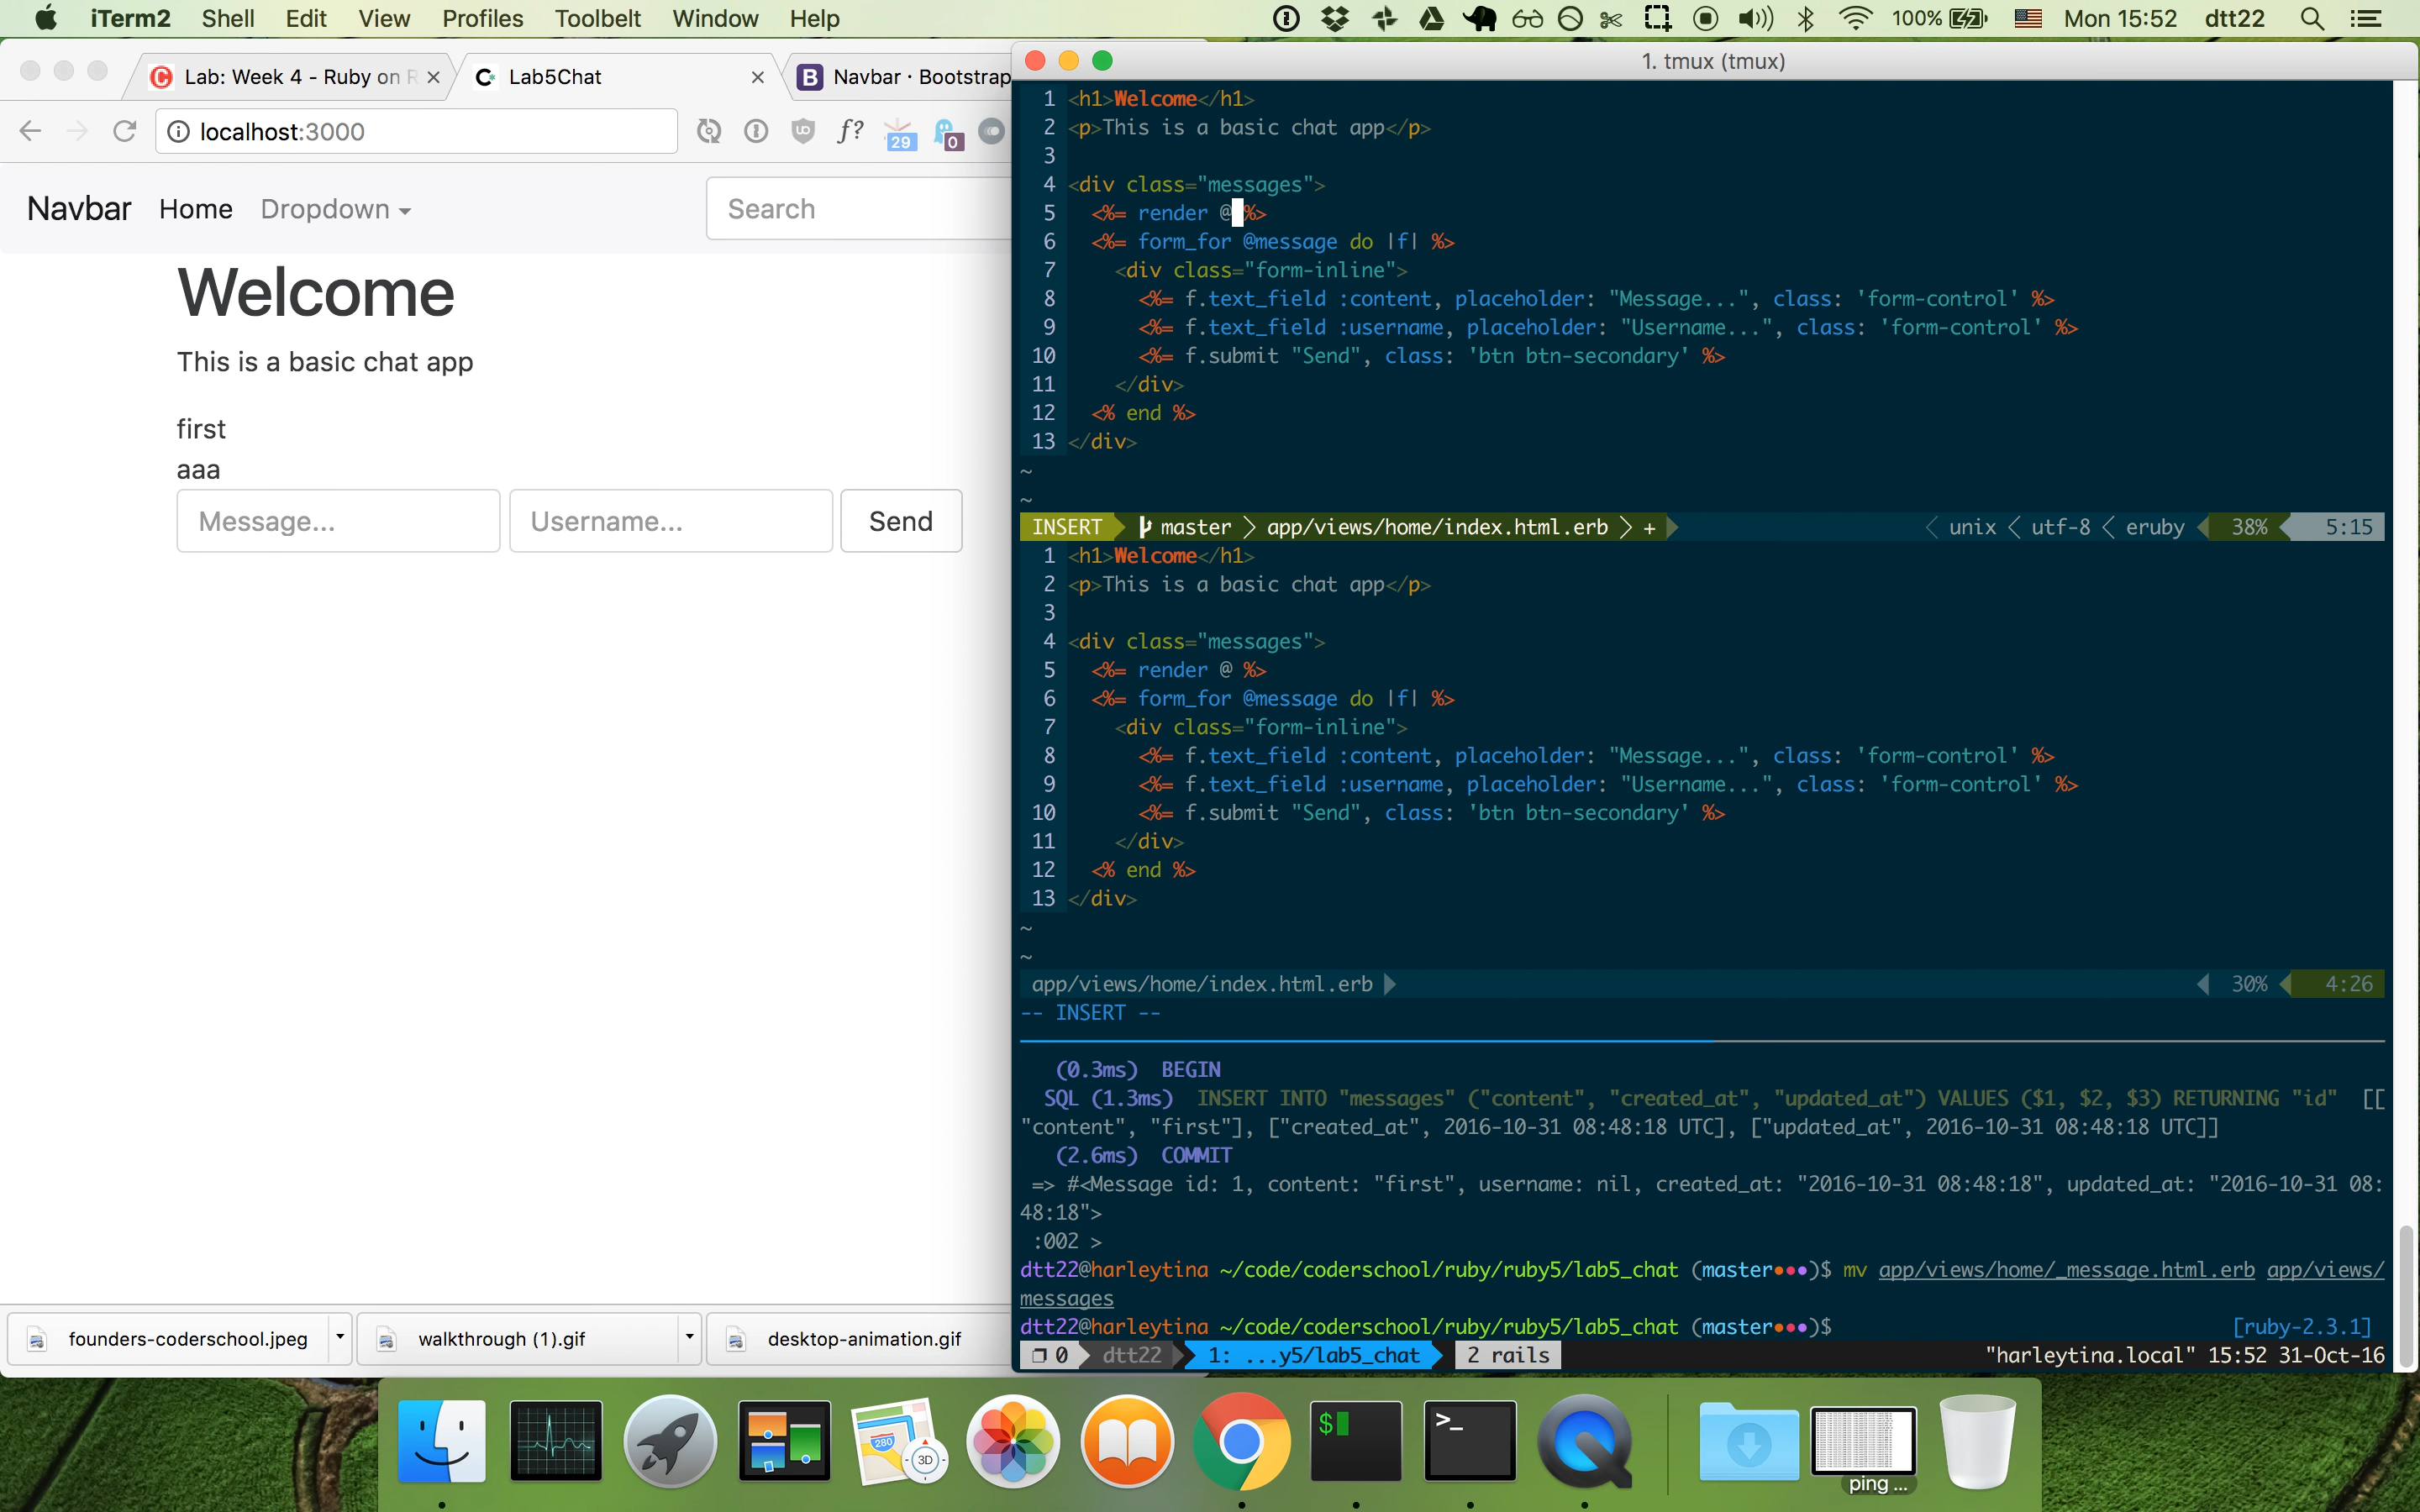 iTerm2 Shell Edit View Profiles Toolbelt Window Help 100% Mon 15:52 dtt22
Lab: Week 4 - Ruby on R
Lab5Chat
Navbar · Bootstrap
localhost:3000
f?
29
0
Navbar Home Dropdown Search
Welcome
This is a basic chat app
first
aaa
Message... Username... Send
founders-coderschool.jpeg
walkthrough (1).gif
desktop-animation.gif
1. tmux (tmux)
1 <h1>Welcome</h1>
2 <p>This is a basic chat app</p>
3
4 <div class="messages">
5 <%= render @ %>
6 <%= form_for @message do |f| %>
7 <div class="form-inline">
8 <%= f.text_field :content, placeholder: "Message...", class: 'form-control' %>
9 <%= f.text_field :username, placeholder: "Username...", class: 'form-control' %>
10 <%= f.submit "Send", class: 'btn btn-secondary' %>
11 </div>
12 <% end %>
13 </div>
~
~
INSERT master > app/views/home/index.html.erb > + < unix < utf-8 < eruby 38% 5:15
1 <h1>Welcome</h1>
2 <p>This is a basic chat app</p>
3
4 <div class="messages">
5 <%= render @ %>
6 <%= form_for @message do |f| %>
7 <div class="form-inline">
8 <%= f.text_field :content, placeholder: "Message...", class: 'form-control' %>
9 <%= f.text_field :username, placeholder: "Username...", class: 'form-control' %>
10 <%= f.submit "Send", class: 'btn btn-secondary' %>
11 </div>
12 <% end %>
13 </div>
~
~
app/views/home/index.html.erb 30% 4:26
-- INSERT --
(0.3ms) BEGIN
SQL (1.3ms) INSERT INTO "messages" ("content", "created_at", "updated_at") VALUES ($1, $2, $3) RETURNING "id" [[
"content", "first"], ["created_at", 2016-10-31 08:48:18 UTC], ["updated_at", 2016-10-31 08:48:18 UTC]]
(2.6ms) COMMIT
=> #<Message id: 1, content: "first", username: nil, created_at: "2016-10-31 08:48:18", updated_at: "2016-10-31 08:
48:18">
:002 >
dtt22@harleytina ~/code/coderschool/ruby/ruby5/lab5_chat (master●●●)$ mv app/views/home/_message.html.erb app/views/
messages
dtt22@harleytina ~/code/coderschool/ruby/ruby5/lab5_chat (master●●●)$ [ruby-2.3.1]
0 dtt22 1: ...y5/lab5_chat 2 rails "harleytina.local" 15:52 31-Oct-16
280
3D
$
>_
ping ...